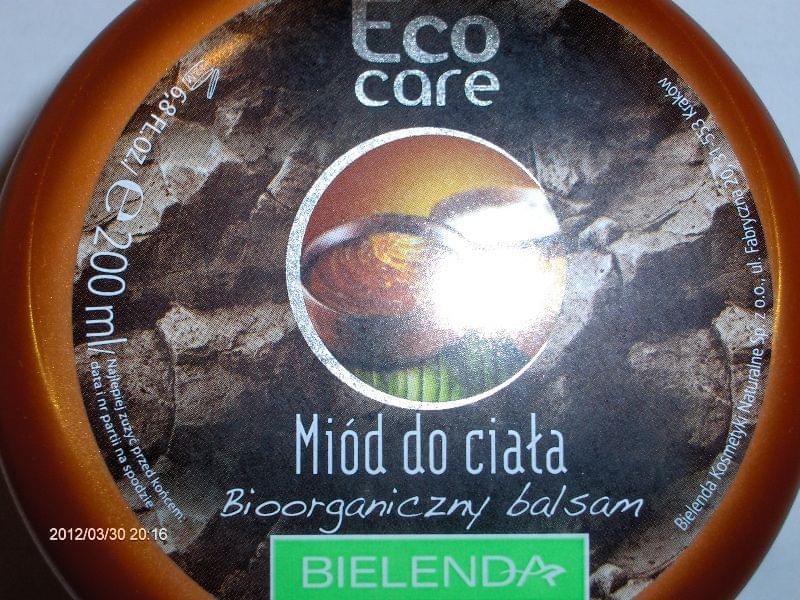 Eco
care
Miód do ciała
Bioorganiczny balsam
BIELENDA
6,8 FL.OZ/ e 200 ml/
Najlepiej zużyć przed końcem:
data i nr partii na spodzie
Bielenda Kosmetyki Naturalne Sp. z o.o., ul. Fabryczna 20, 31-553 Kraków
2012/03/30 20:16